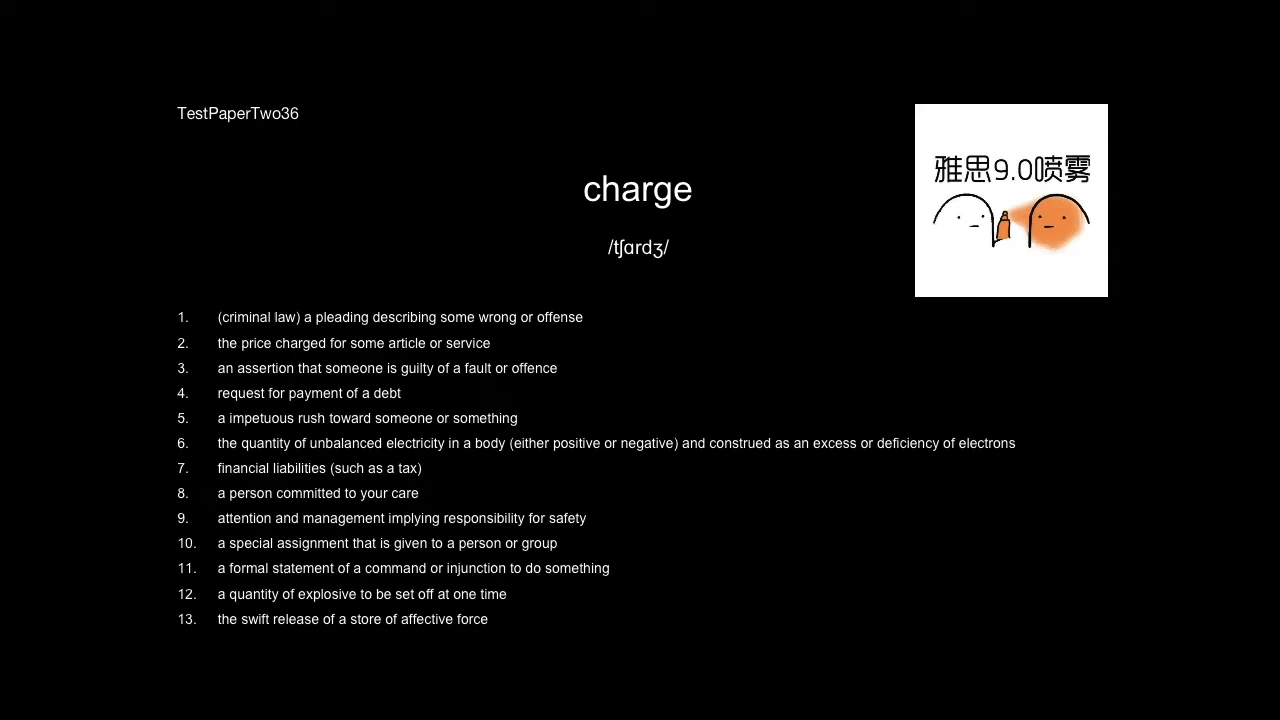 TestPaperTwo36
雅思9.0喷雾
charge
/tʃɑrdʒ/
1. (criminal law) a pleading describing some wrong or offense
2. the price charged for some article or service
3. an assertion that someone is guilty of a fault or offence
4. request for payment of a debt
5. a impetuous rush toward someone or something
6. the quantity of unbalanced electricity in a body (either positive or negative) and construed as an excess or deficiency of electrons
7. financial liabilities (such as a tax)
8. a person committed to your care
9. attention and management implying responsibility for safety
10. a special assignment that is given to a person or group
11. a formal statement of a command or injunction to do something
12. a quantity of explosive to be set off at one time
13. the swift release of a store of affective force